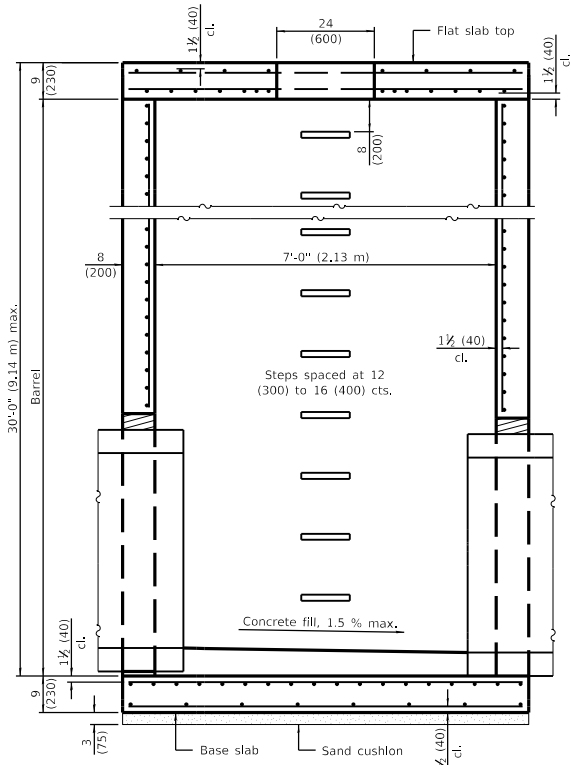 24
(600)
Flat slab top
1½ (40)
cl.
1½ (40)
cl.
9
(230)
8
(200)
8
(200)
7'-0" (2.13 m)
30'-0" (9.14 m) max.
Barrel
1½ (40)
cl.
Steps spaced at 12
(300) to 16 (400) cts.
Concrete fill, 1.5 % max.
1½ (40)
cl.
9
(230)
3
(75)
Base slab
Sand cushion
½ (40)
cl.